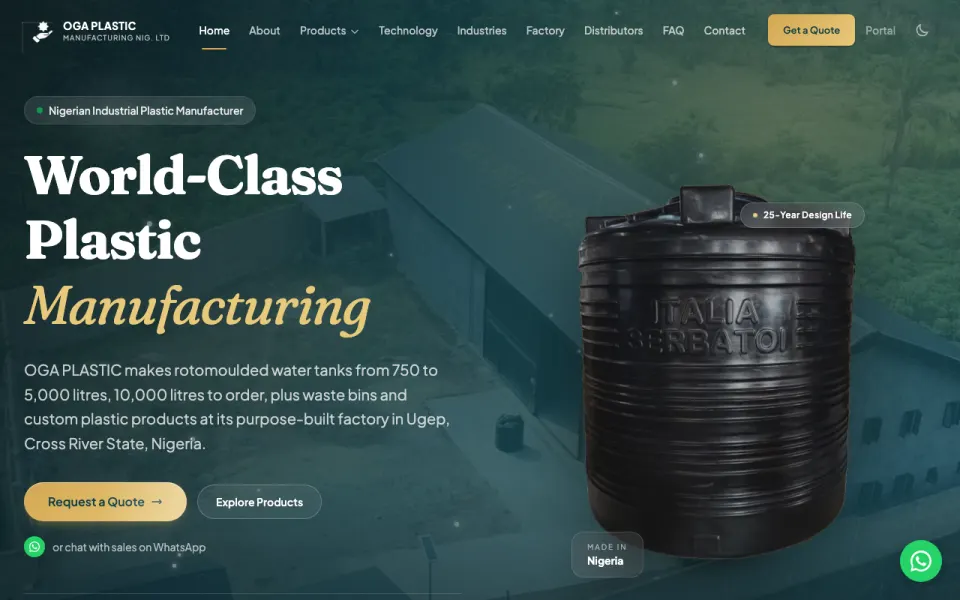 OGA PLASTIC
MANUFACTURING NIG. LTD
Home
About
Products
Technology
Industries
Factory
Distributors
FAQ
Contact
Get a Quote
Portal
Nigerian Industrial Plastic Manufacturer
World-Class
Plastic
Manufacturing
25-Year Design Life
ITALIA
SERBATOI
OGA PLASTIC makes rotomoulded water tanks from 750 to
5,000 litres, 10,000 litres to order, plus waste bins and
custom plastic products at its purpose-built factory in Ugep,
Cross River State, Nigeria.
Request a Quote →
Explore Products
or chat with sales on WhatsApp
MADE IN
Nigeria